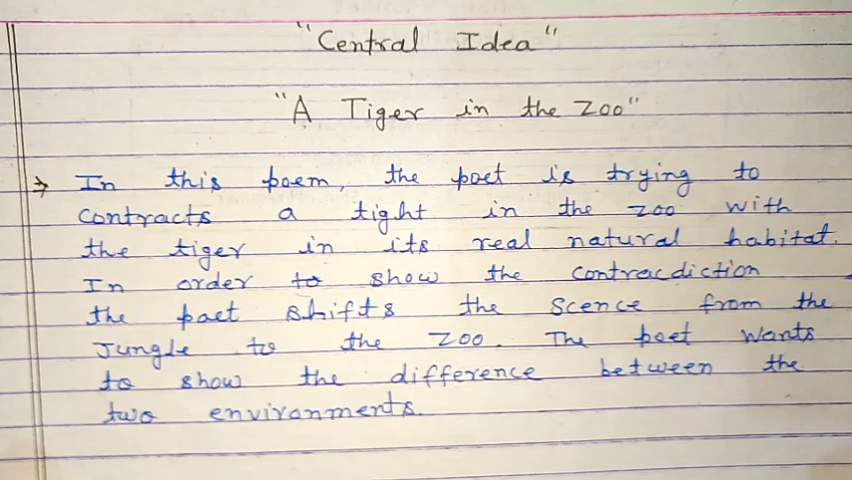 "Central Idea"
"A Tiger in the Zoo"
⇒ In this poem, the poet is trying to
contracts a tight in the zoo with
the tiger in its real natural habitat.
In order to show the contracdiction
the paet shifts the scence from the
Jungle to the zoo. The poet wants
to show the difference between the
two environments.